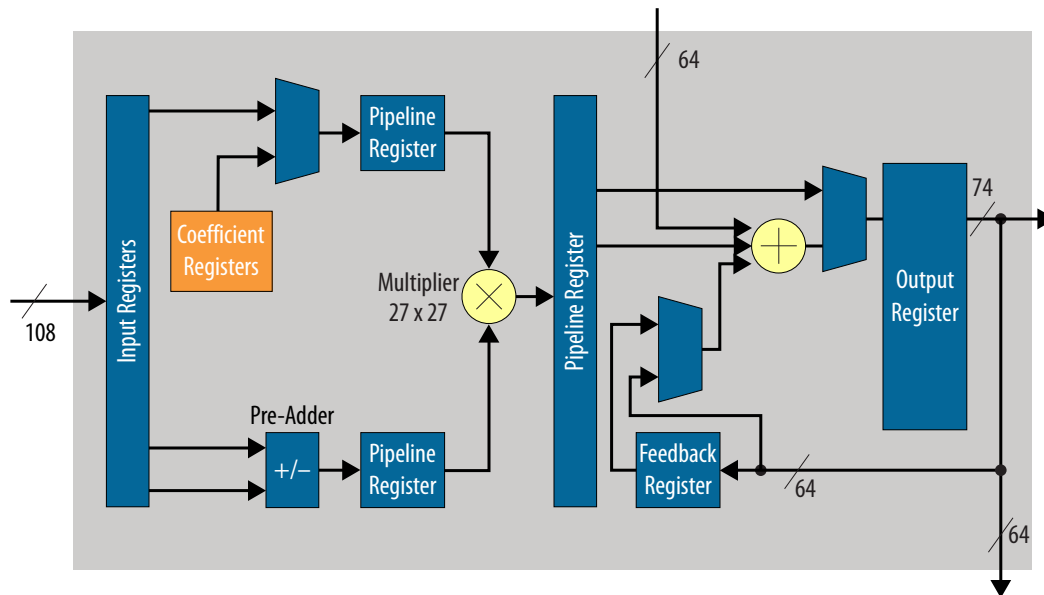 64
Pipeline
Register
Coefficient
Registers
Input Registers
108
Multiplier
27 x 27
Pre-Adder
+/−
Pipeline
Register
Pipeline Register
74
Output
Register
Feedback
Register
64
64